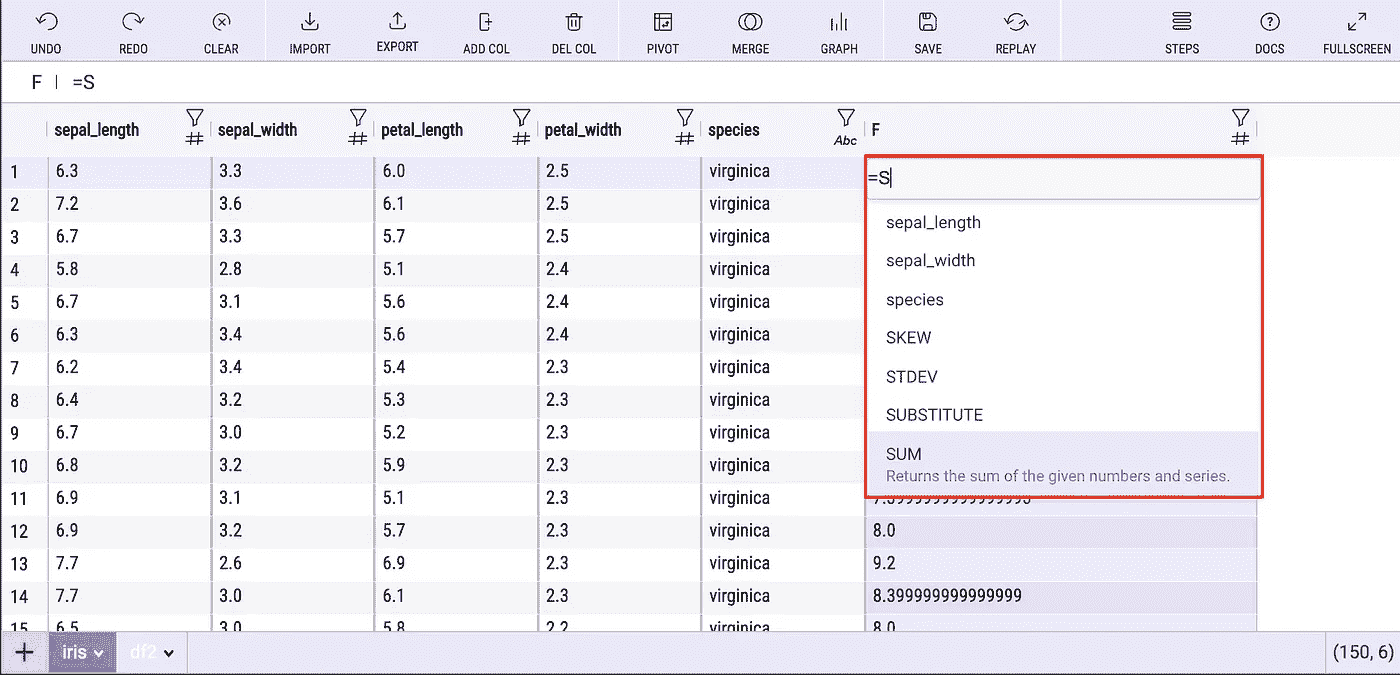 UNDO REDO CLEAR IMPORT EXPORT ADD COL DEL COL PIVOT MERGE GRAPH SAVE REPLAY STEPS DOCS FULLSCREEN
F | =S
sepal_length # sepal_width # petal_length # petal_width # species Abc F #
1 6.3 3.3 6.0 2.5 virginica =S
2 7.2 3.6 6.1 2.5 virginica sepal_length
3 6.7 3.3 5.7 2.5 virginica sepal_width
4 5.8 2.8 5.1 2.4 virginica
5 6.7 3.1 5.6 2.4 virginica species
6 6.3 3.4 5.6 2.4 virginica SKEW
7 6.2 3.4 5.4 2.3 virginica STDEV
8 6.4 3.2 5.3 2.3 virginica SUBSTITUTE
9 6.7 3.0 5.2 2.3 virginica SUM
10 6.8 3.2 5.9 2.3 virginica Returns the sum of the given numbers and series.
11 6.9 3.1 5.1 2.3 virginica
12 6.9 3.2 5.7 2.3 virginica 8.0
13 7.7 2.6 6.9 2.3 virginica 9.2
14 7.7 3.0 6.1 2.3 virginica 8.399999999999999
15 6.5 3.0 5.8 2.2 virginica 8.0
+ iris df2 (150, 6)